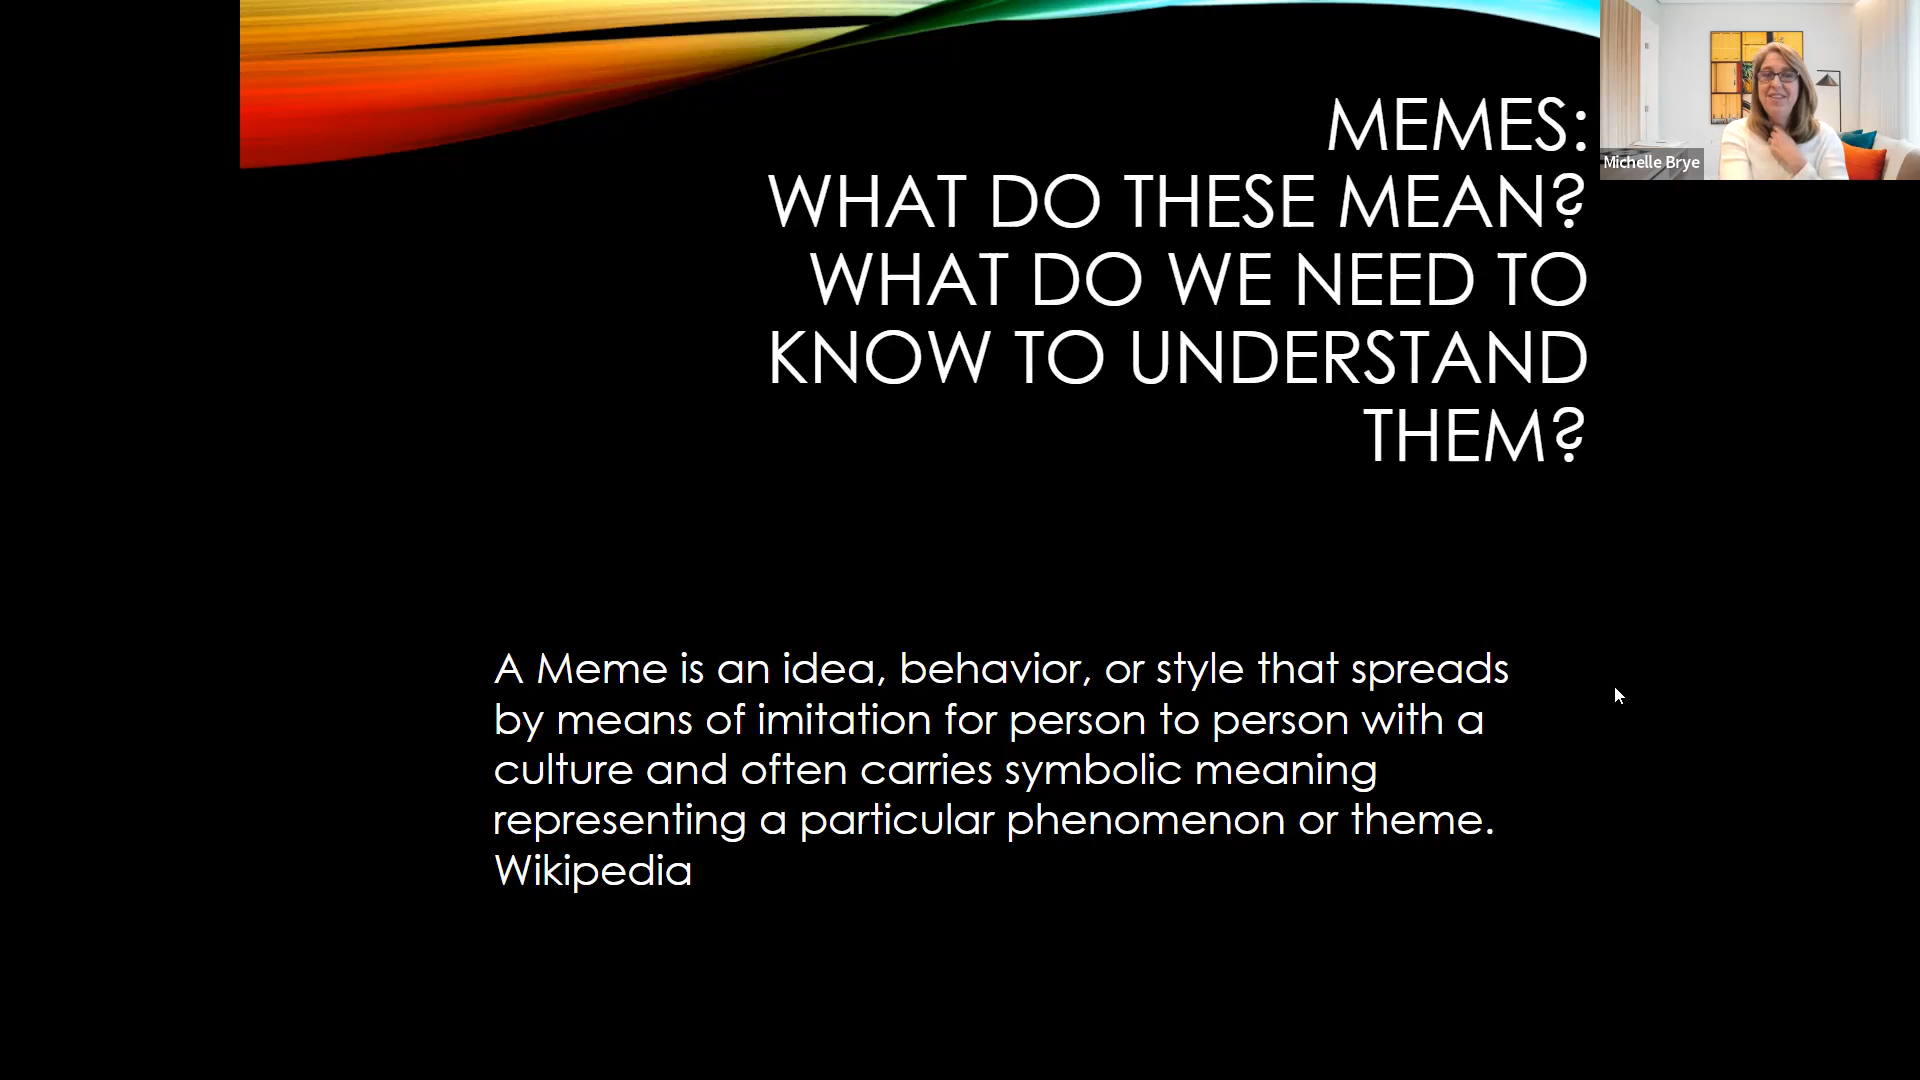 MEMES:
WHAT DO THESE MEAN?
WHAT DO WE NEED TO
KNOW TO UNDERSTAND
THEM?
Michelle Brye
A Meme is an idea, behavior, or style that spreads
by means of imitation for person to person with a
culture and often carries symbolic meaning
representing a particular phenomenon or theme.
Wikipedia